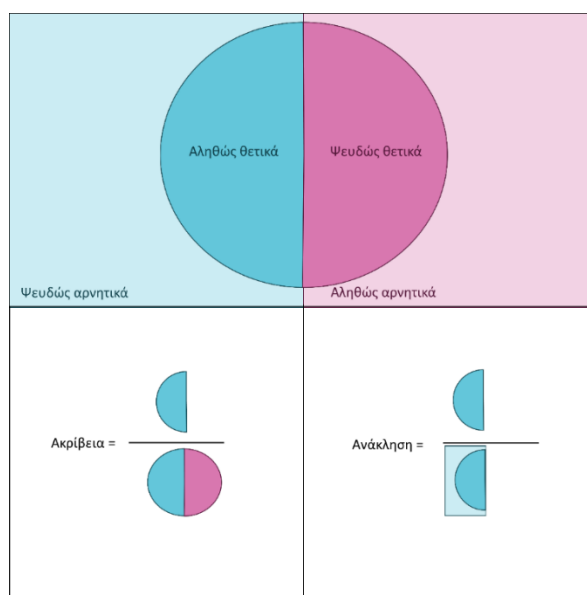 Αληθώς θετικά
Ψευδώς θετικά
Ψευδώς αρνητικά
Αληθώς αρνητικά
Ακρίβεια =
Ανάκληση =